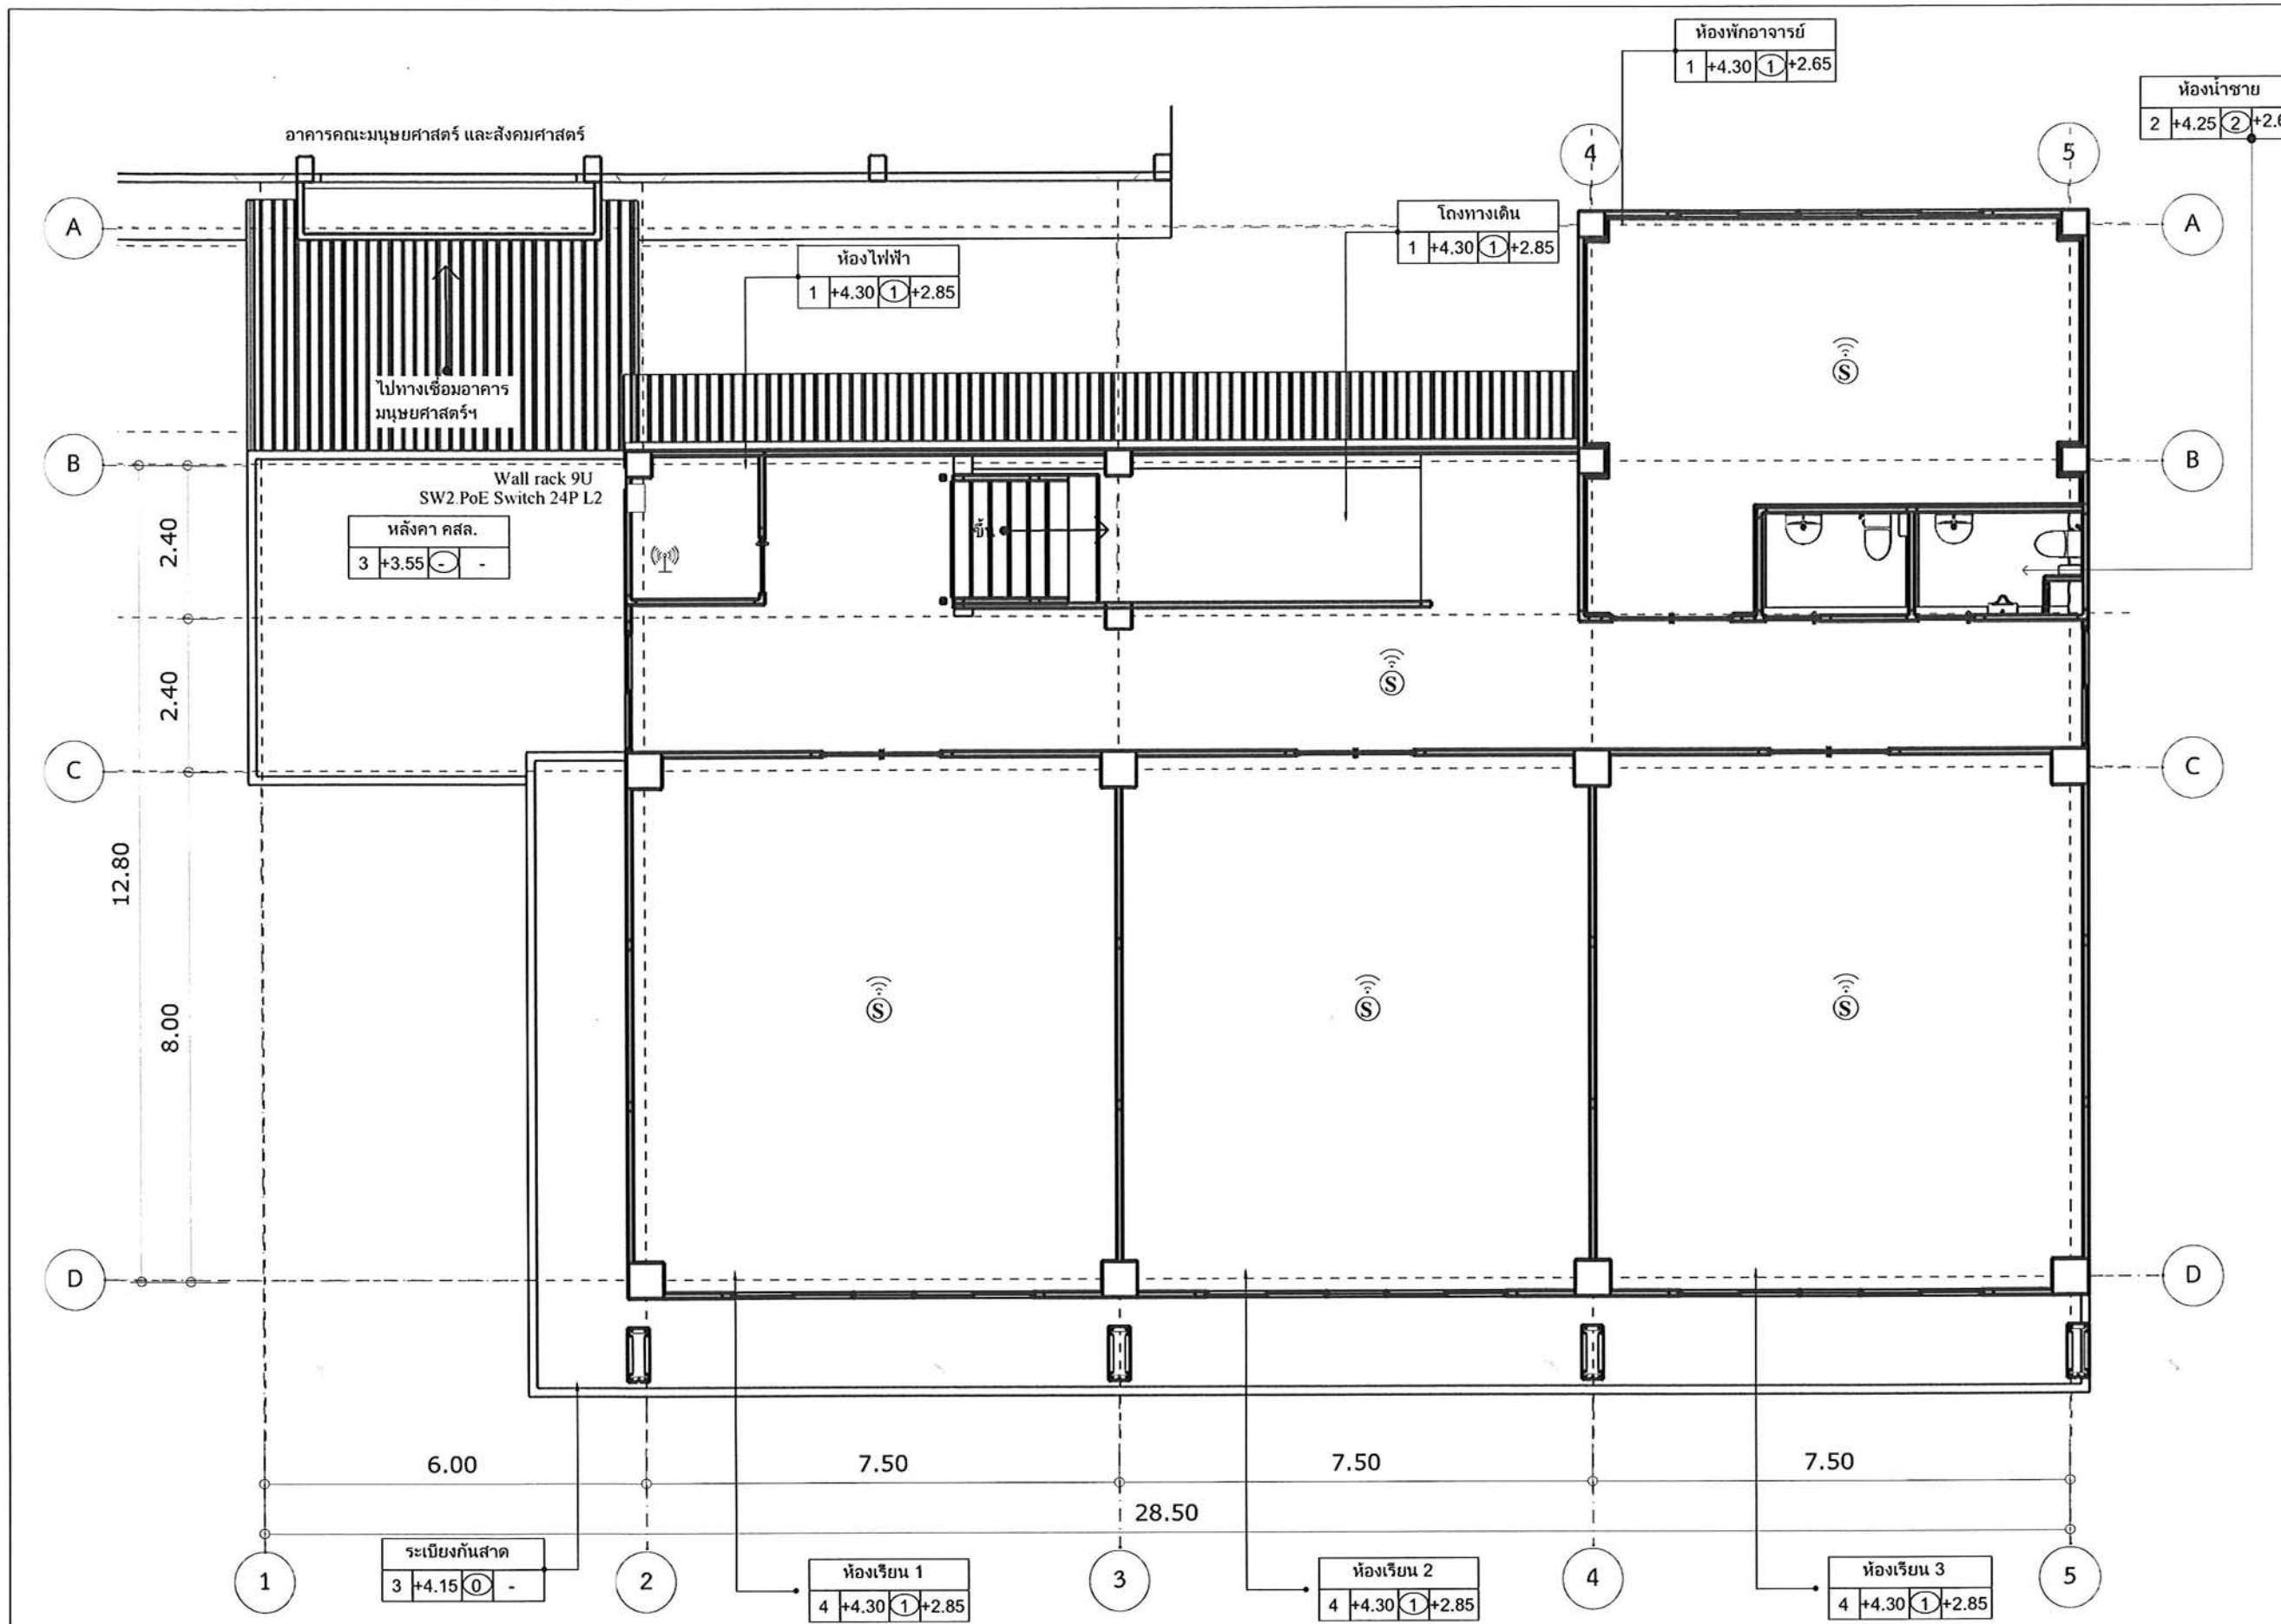 ห้องพักอาจารย์
1 +4.30 1 +2.65
ห้องน้ำชาย
2 +4.25 2
อาคารคณะมนุษยศาสตร์ และสังคมศาสตร์
4
5
โถงทางเดิน
1 +4.30 1 +2.85
A
A
ห้องไฟฟ้า
1 +4.30 1 +2.85
S
ไปทางเชื่อมอาคาร
มนุษยศาสตร์ฯ
B
B
Wall rack 9U
SW2.PoE Switch 24P L2
หลังคา คสล.
3 +3.55 - -
ขึ้น
2.40
2.40
S
C
C
12.80
8.00
S
S
S
D
D
6.00
7.50
7.50
7.50
28.50
ระเบียงกันสาด
3 +4.15 0 -
1
2
3
4
5
ห้องเรียน 1
4 +4.30 1 +2.85
ห้องเรียน 2
4 +4.30 1 +2.85
ห้องเรียน 3
4 +4.30 1 +2.85